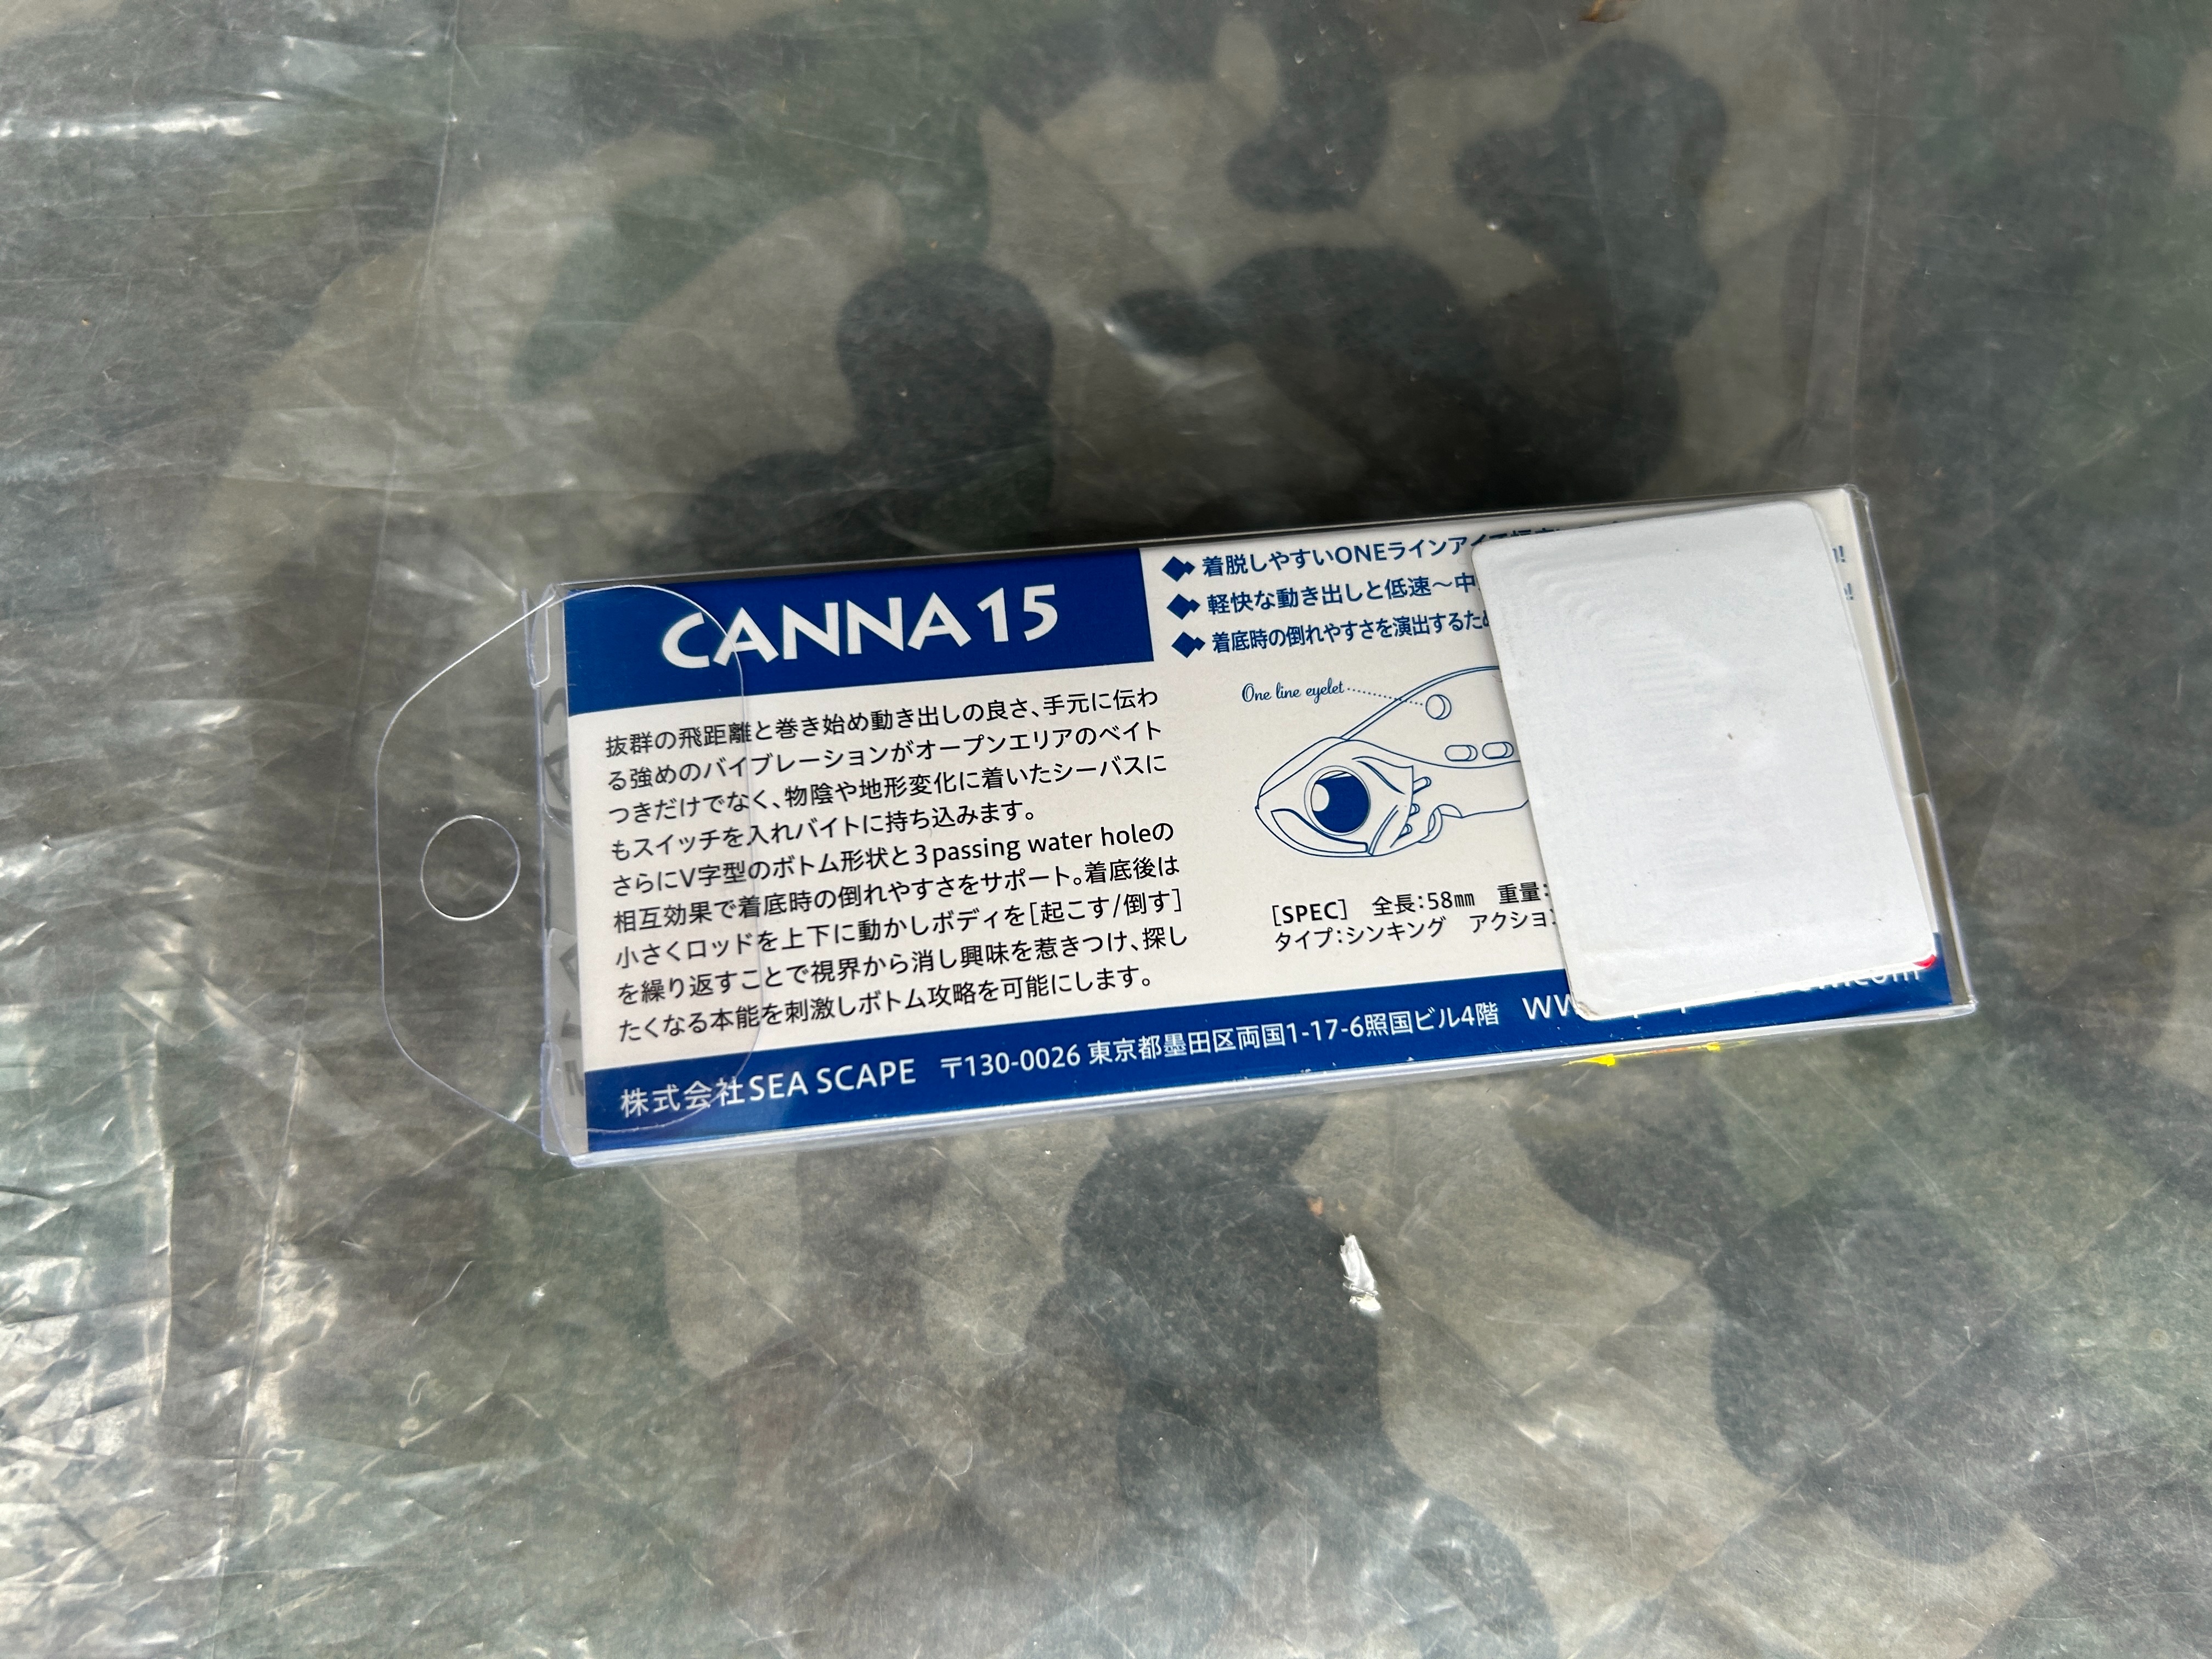 CANNA 15
抜群の飛距離と巻き始め動き出しの良さ、手元に伝わ
る強めのバイブレーションがオープンエリアのベイト
つきだけでなく、物陰や地形変化に着いたシーバスに
もスイッチを入れバイトに持ち込みます。
さらにV字型のボトム形状と3passing water holeの
相互効果で着底時の倒れやすさをサポート。着底後は
小さくロッドを上下に動かしボディを[起こす/倒す]
を繰り返すことで視界から消し興味を惹きつけ、探し
たくなる本能を刺激しボトム攻略を可能にします。
着脱しやすいONEラインアイで
軽快な動き出しと低速～中
着底時の倒れやすさを演出するため
One line eyelet
[SPEC] 全長:58㎜ 重量:
タイプ:シンキング アクション
株式会社SEA SCAPE 〒130-0026 東京都墨田区両国1-17-6照国ビル4階